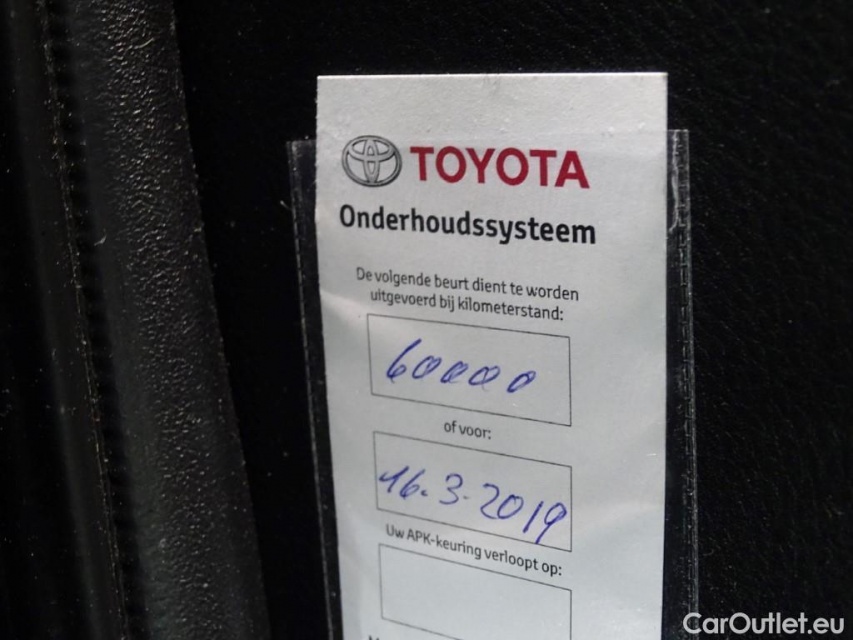 TOYOTA
Onderhoudssysteem
De volgende beurt dient te worden
uitgevoerd bij kilometerstand:
60000
of voor:
16.3.2019
Uw APK-keuring verloopt op:
CarOutlet.eu